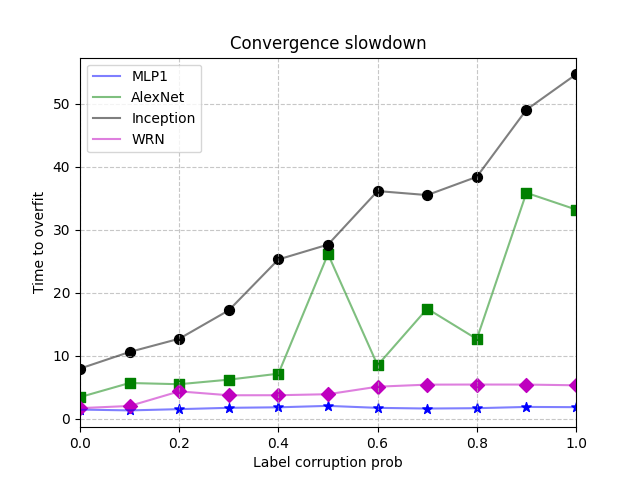 Convergence slowdown
MLP1
AlexNet
Inception
WRN
Time to overfit
50
40
30
20
10
0
0.0 0.2 0.4 0.6 0.8 1.0
Label corruption prob